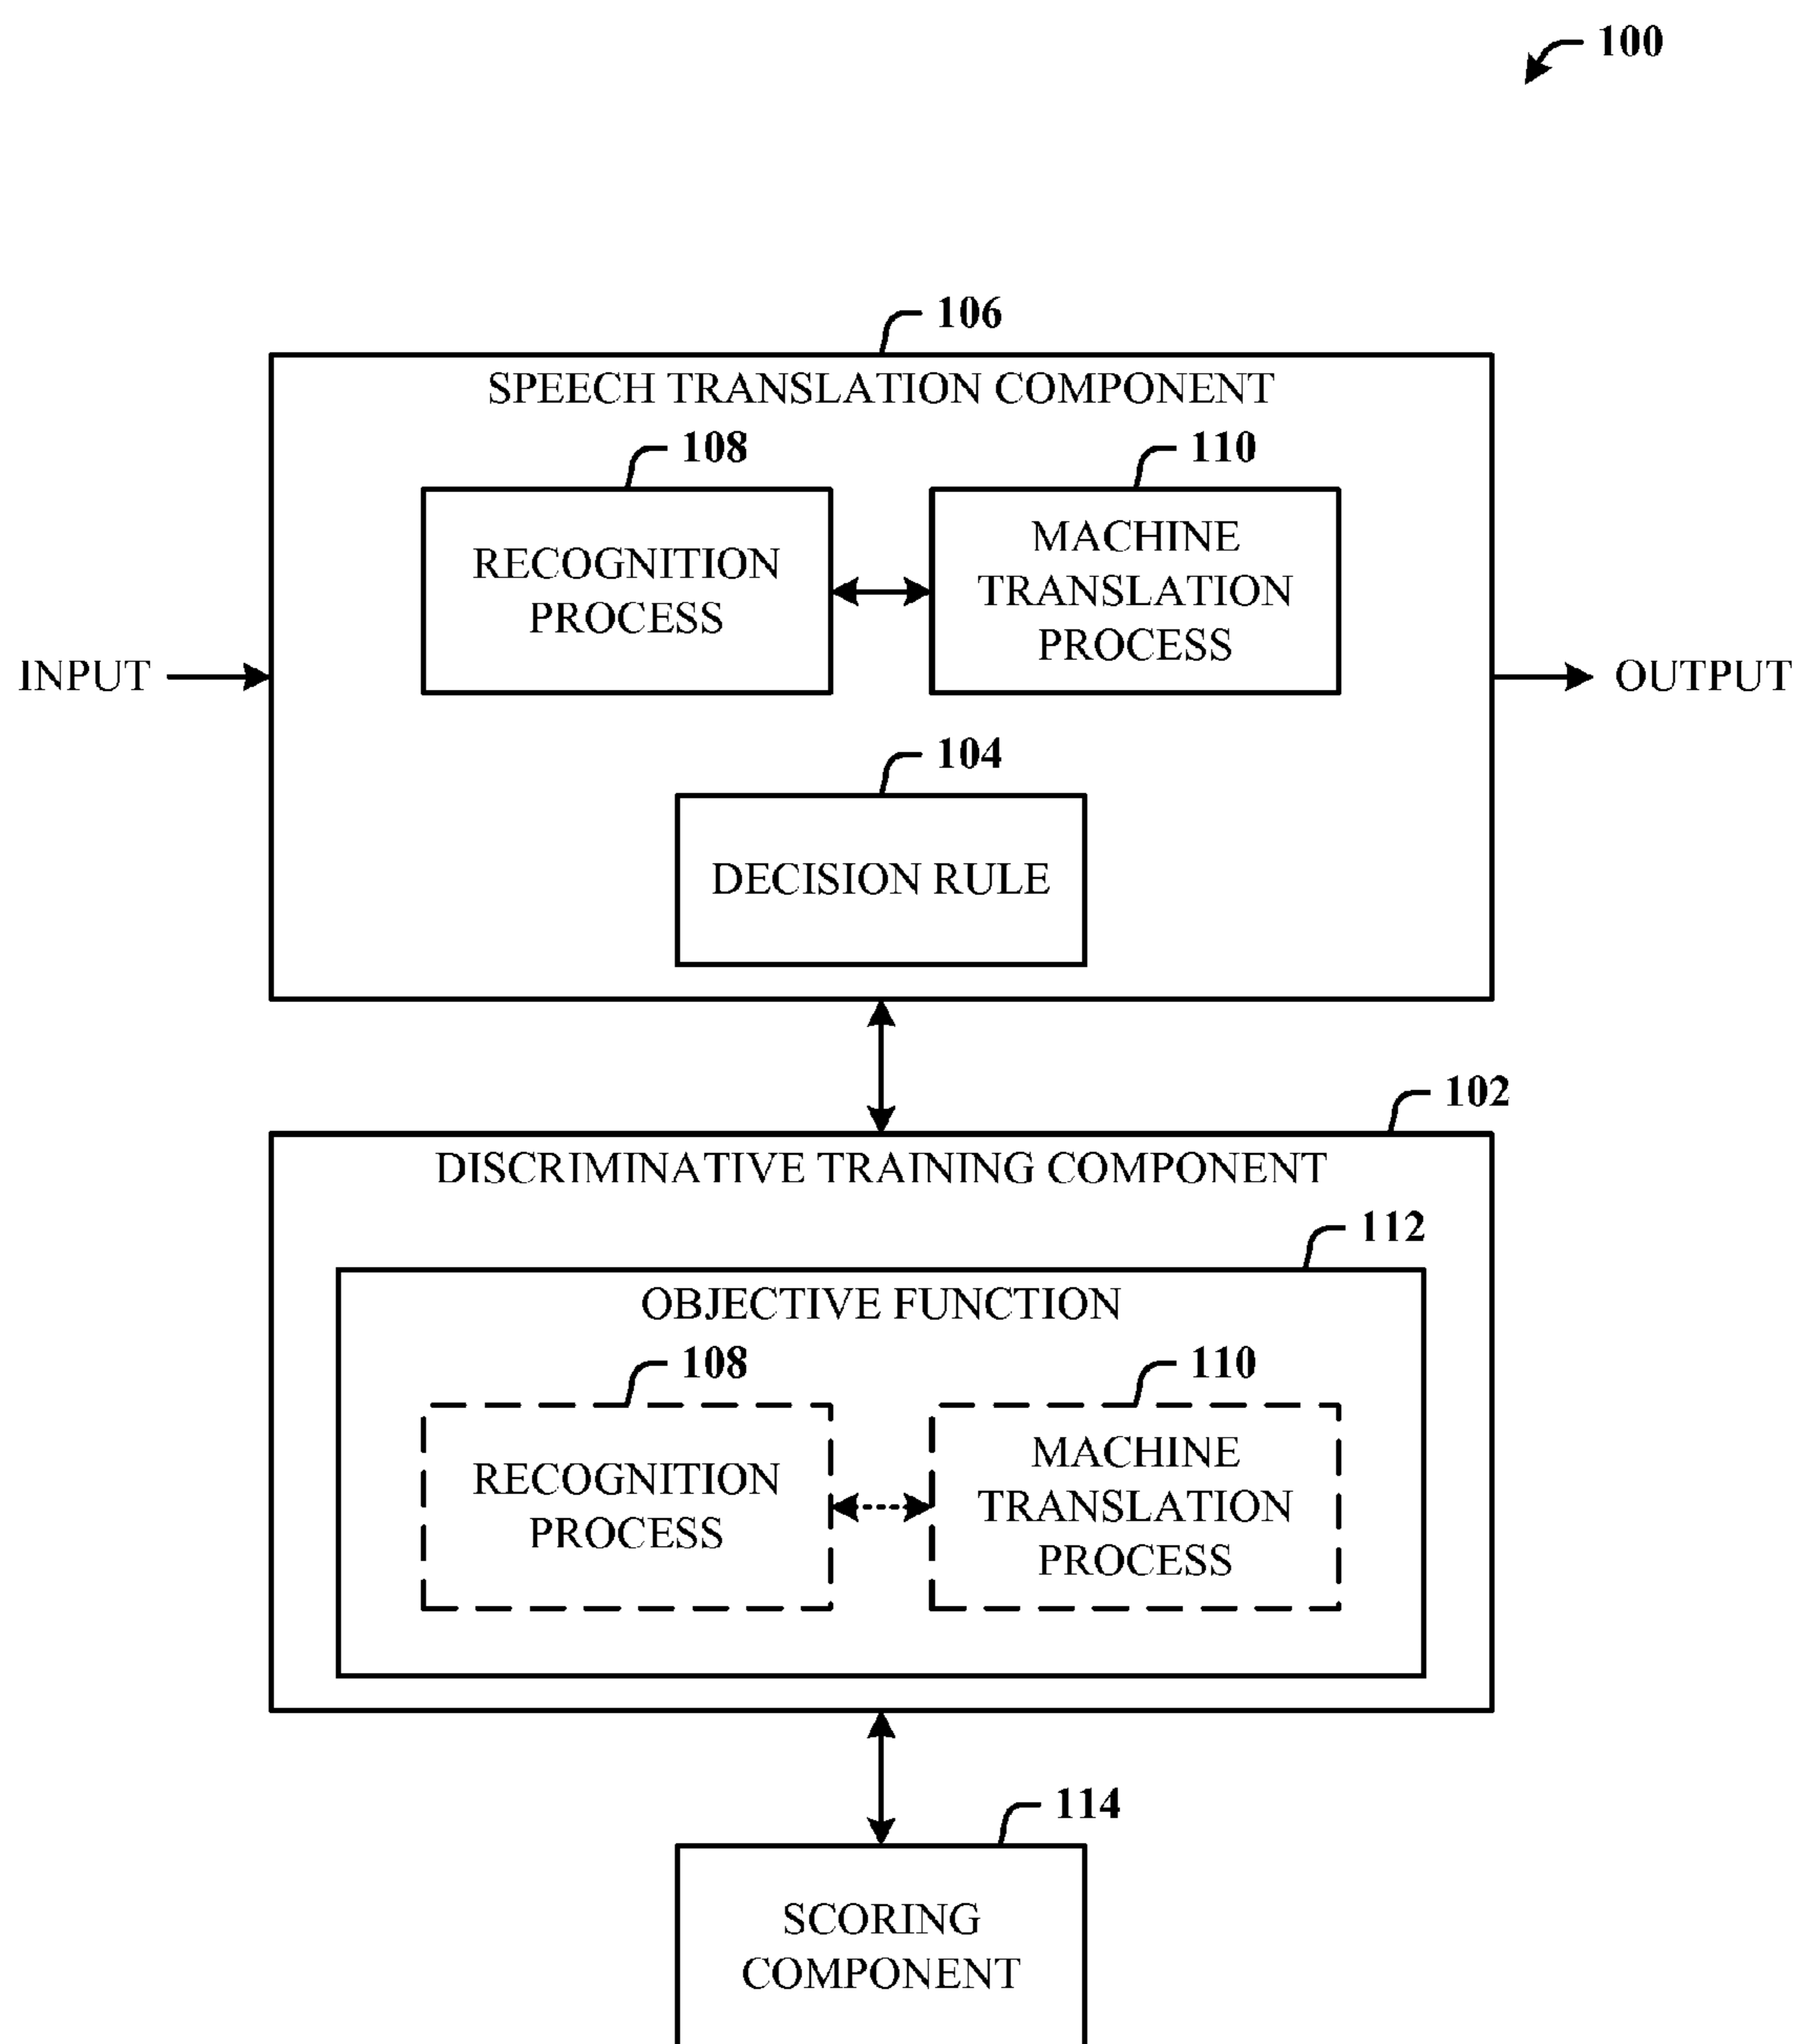 100
106
SPEECH TRANSLATION COMPONENT
108
110
RECOGNITION
PROCESS
MACHINE
TRANSLATION
PROCESS
INPUT
OUTPUT
104
DECISION RULE
102
DISCRIMINATIVE TRAINING COMPONENT
112
OBJECTIVE FUNCTION
108
110
RECOGNITION
PROCESS
MACHINE
TRANSLATION
PROCESS
114
SCORING
COMPONENT